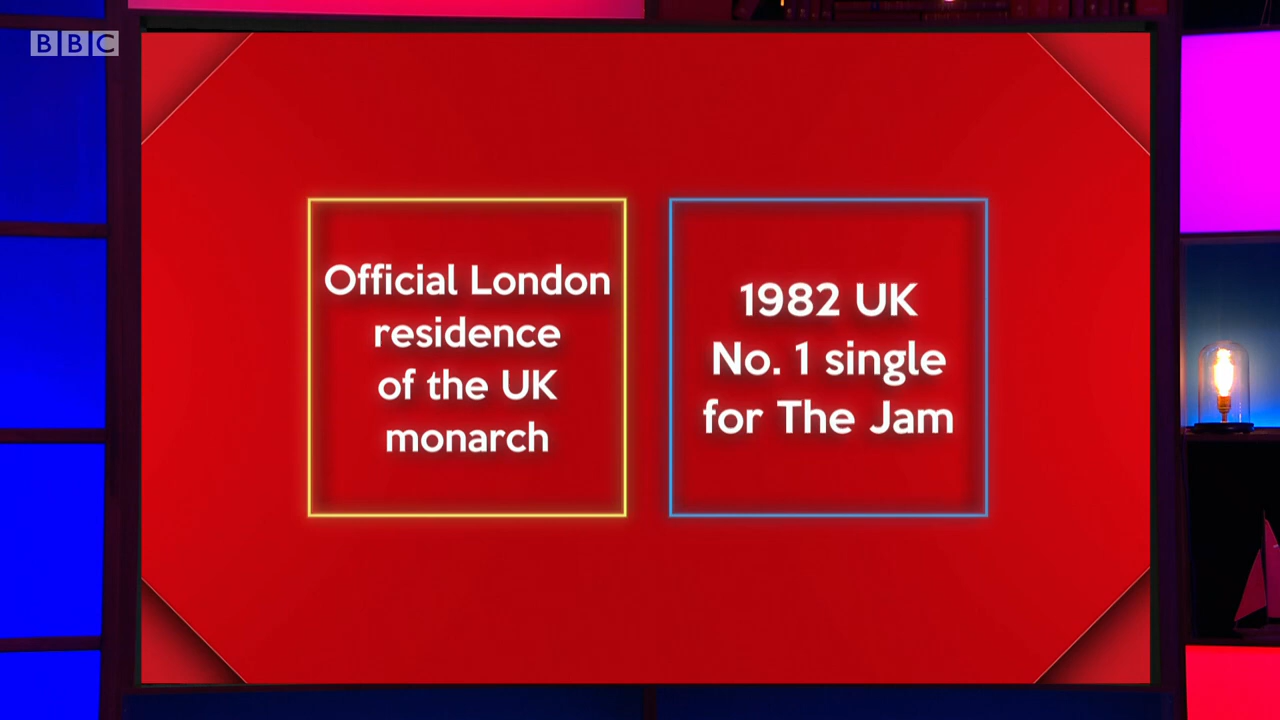 BBC
Official London
residence
of the UK
monarch
1982 UK
No. 1 single
for The Jam